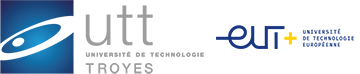 utt
UNIVERSITÉ DE TECHNOLOGIE
TROYES
eut+
UNIVERSITÉ
DE TECHNOLOGIE
EUROPÉENNE